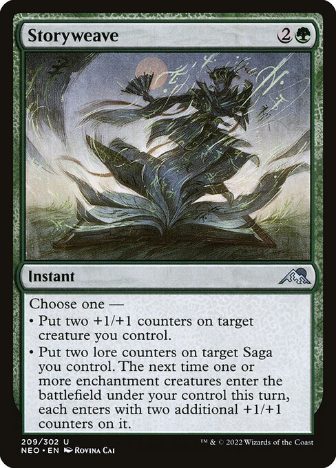 Storyweave 2
Instant
Choose one —
• Put two +1/+1 counters on target
creature you control.
• Put two lore counters on target Saga
you control. The next time one or
more enchantment creatures enter the
battlefield under your control this turn,
each enters with two additional +1/+1
counters on it.
209/302 U
NEO • EN ROVINA CAI
™ & © 2022 Wizards of the Coast